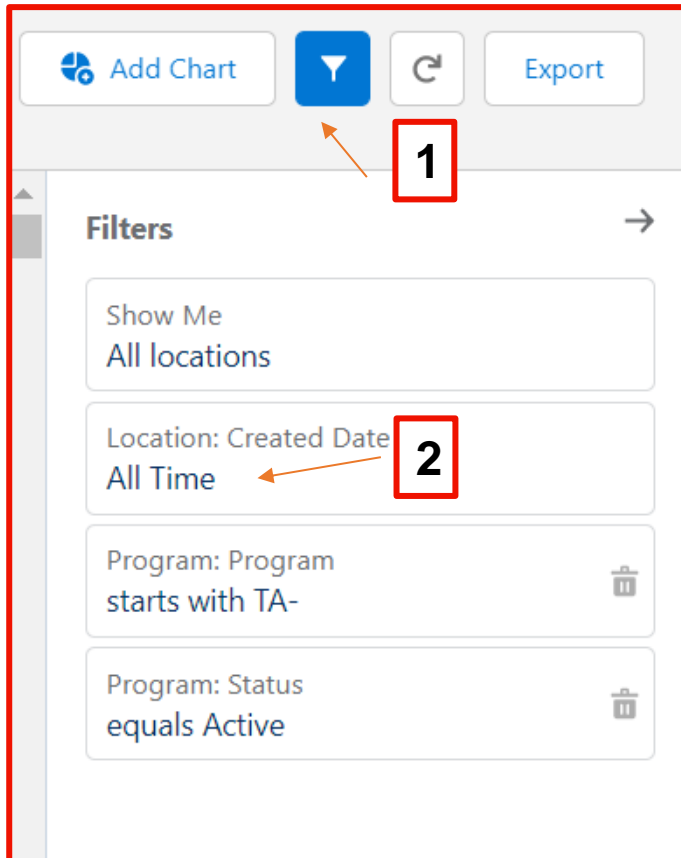 Add Chart
Export
1
Filters
Show Me
All locations
Location: Created Date
All Time
2
Program: Program
starts with TA-
Program: Status
equals Active